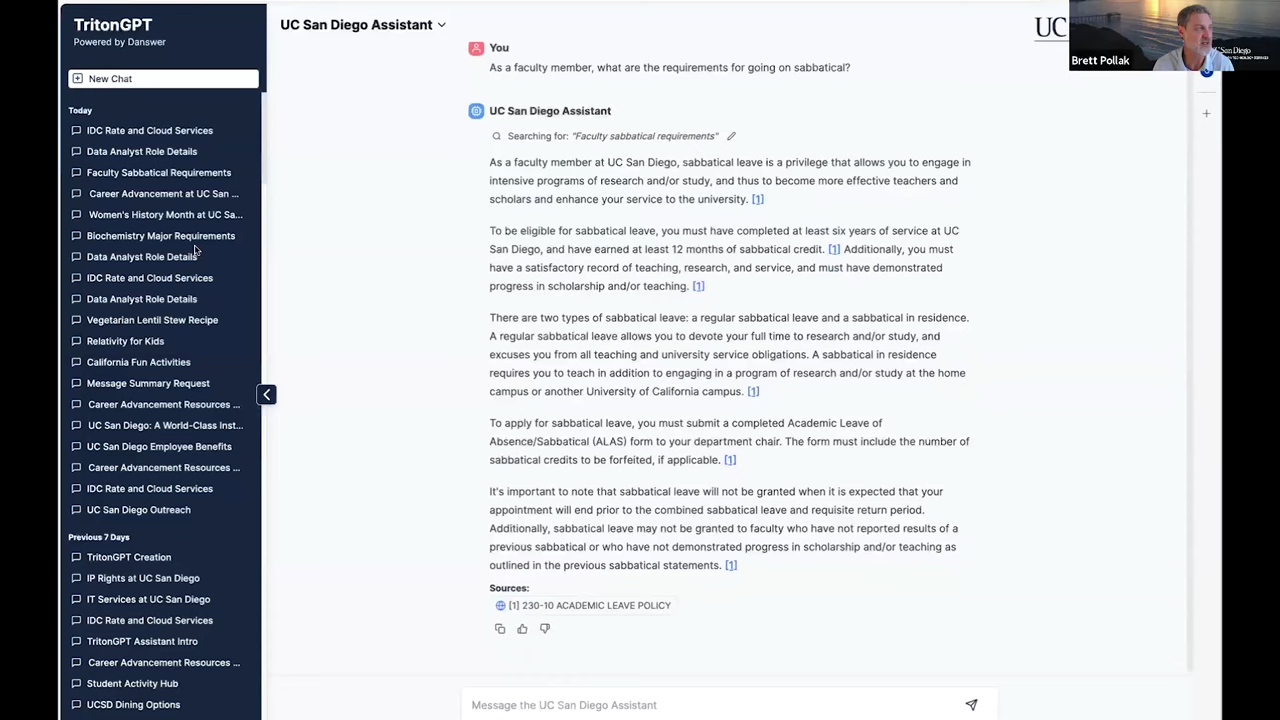 TritonGPT
Powered by Danswer
New Chat
Today
IDC Rate and Cloud Services
Data Analyst Role Details
Faculty Sabbatical Requirements
Career Advancement at UC San ...
Women's History Month at UC Sa...
Biochemistry Major Requirements
Data Analyst Role Details
IDC Rate and Cloud Services
Data Analyst Role Details
Vegetarian Lentil Stew Recipe
Relativity for Kids
California Fun Activities
Message Summary Request
Career Advancement Resources ...
UC San Diego: A World-Class Inst...
UC San Diego Employee Benefits
Career Advancement Resources ...
IDC Rate and Cloud Services
UC San Diego Outreach
Previous 7 Days
TritonGPT Creation
IP Rights at UC San Diego
IT Services at UC San Diego
IDC Rate and Cloud Services
TritonGPT Assistant Intro
Career Advancement Resources ...
Student Activity Hub
UCSD Dining Options
UC San Diego Assistant
UC
San Diego
Brett Pollak
You
As a faculty member, what are the requirements for going on sabbatical?
UC San Diego Assistant
Searching for: "Faculty sabbatical requirements"
As a faculty member at UC San Diego, sabbatical leave is a privilege that allows you to engage in
intensive programs of research and/or study, and thus to become more effective teachers and
scholars and enhance your service to the university. [1]
To be eligible for sabbatical leave, you must have completed at least six years of service at UC
San Diego, and have earned at least 12 months of sabbatical credit. [1] Additionally, you must
have a satisfactory record of teaching, research, and service, and must have demonstrated
progress in scholarship and/or teaching. [1]
There are two types of sabbatical leave: a regular sabbatical leave and a sabbatical in residence.
A regular sabbatical leave allows you to devote your full time to research and/or study, and
excuses you from all teaching and university service obligations. A sabbatical in residence
requires you to teach in addition to engaging in a program of research and/or study at the home
campus or another University of California campus. [1]
To apply for sabbatical leave, you must submit a completed Academic Leave of
Absence/Sabbatical (ALAS) form to your department chair. The form must include the number of
sabbatical credits to be forfeited, if applicable. [1]
It's important to note that sabbatical leave will not be granted when it is expected that your
appointment will end prior to the combined sabbatical leave and requisite return period.
Additionally, sabbatical leave may not be granted to faculty who have not reported results of a
previous sabbatical or who have not demonstrated progress in scholarship and/or teaching as
outlined in the previous sabbatical statements. [1]
Sources:
[1] 230-10 ACADEMIC LEAVE POLICY
Message the UC San Diego Assistant